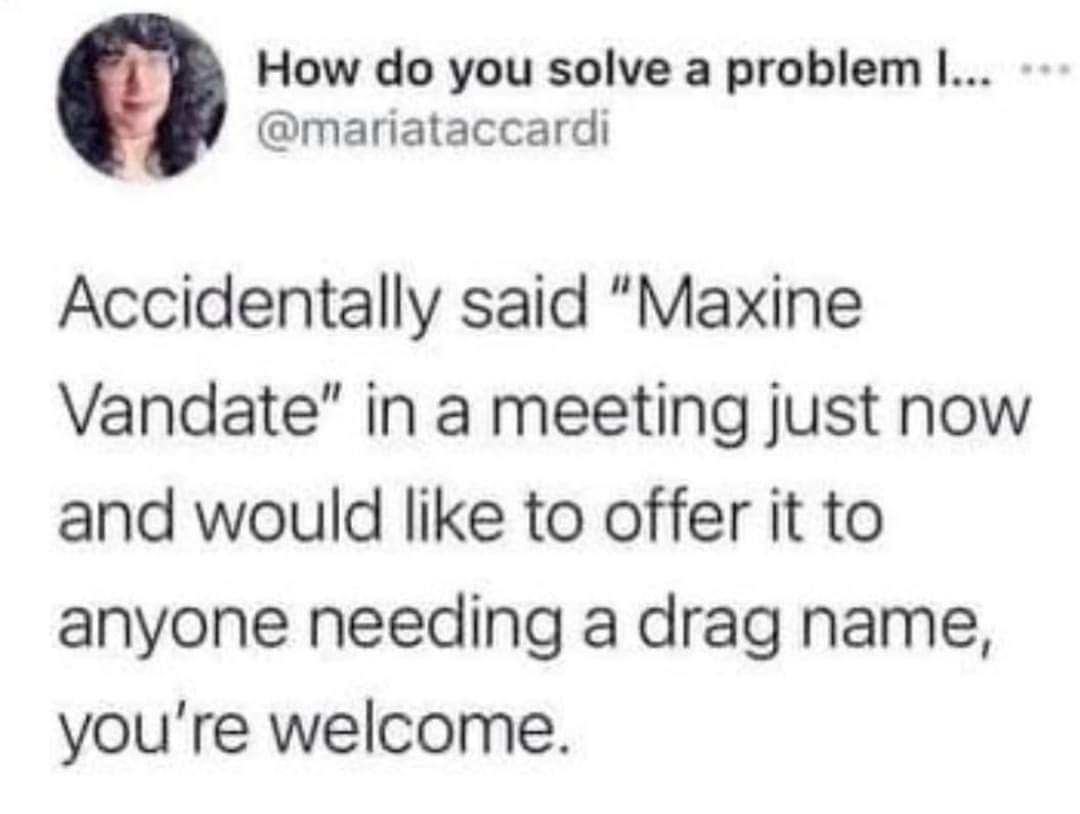 How do you solve a problem l...
@mariataccardi
Accidentally said "Maxine
Vandate" in a meeting just now
and would like to offer it to
anyone needing a drag name,
you're welcome.